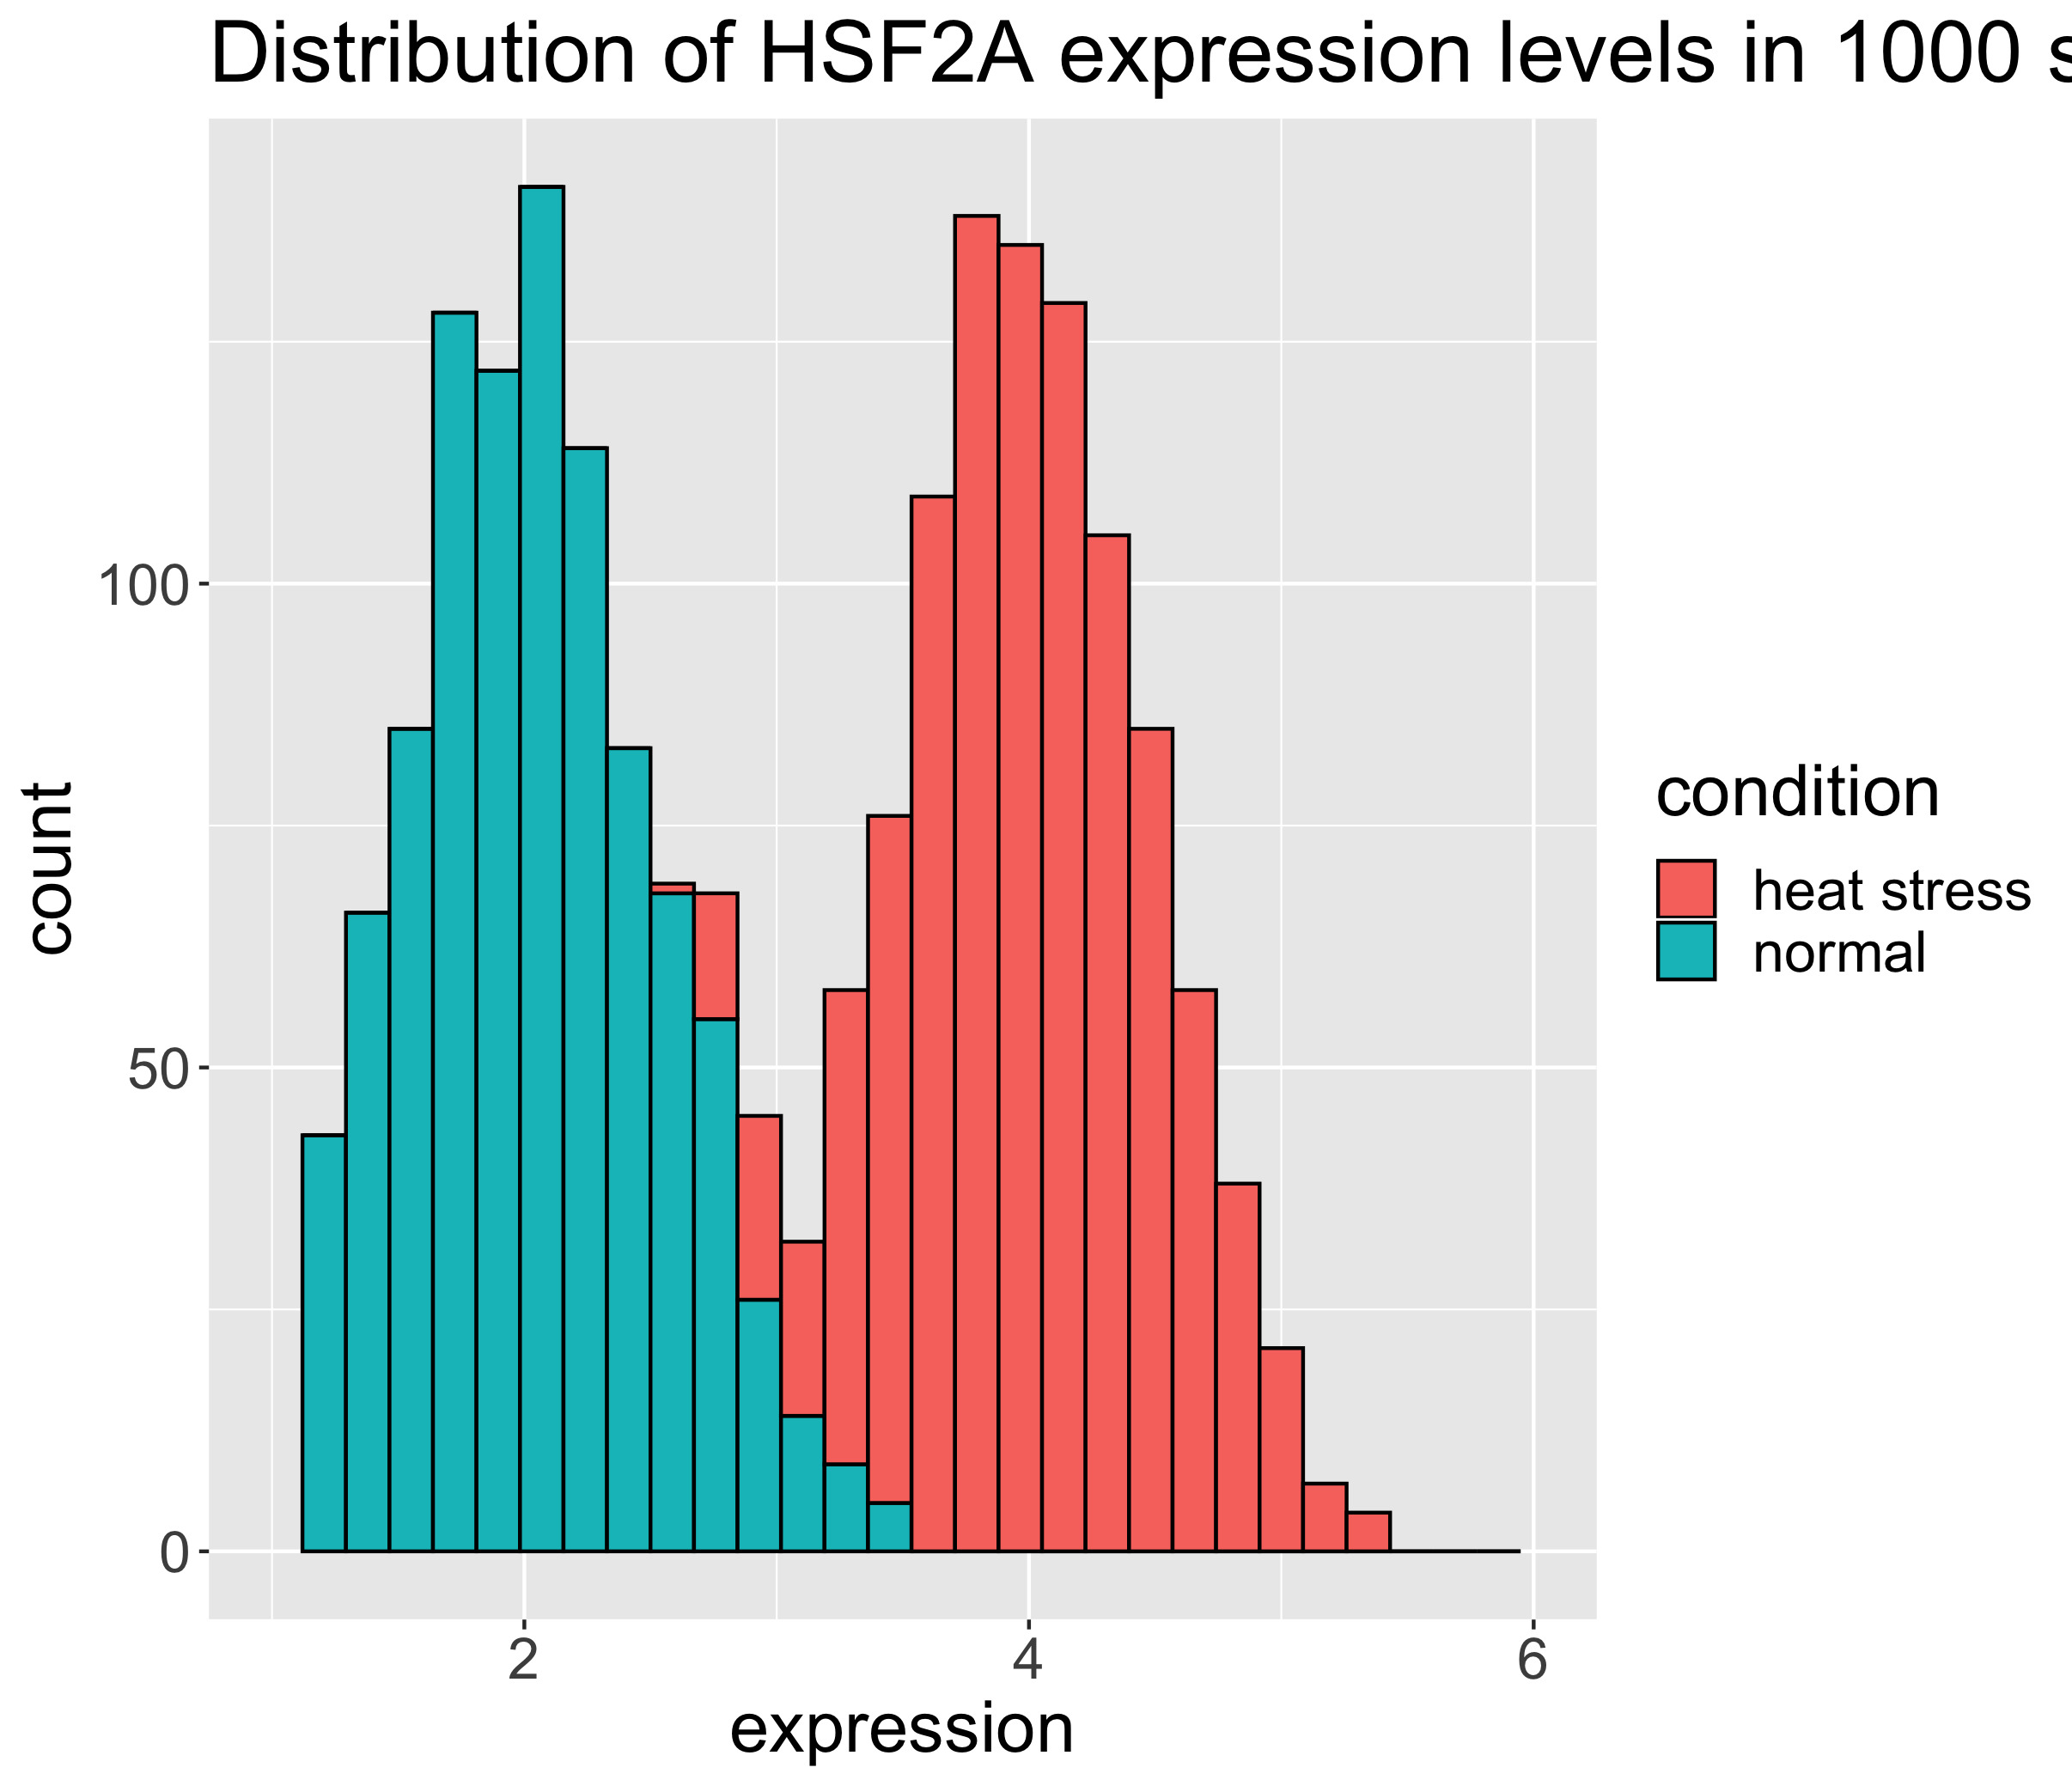 Distribution of HSF2A expression levels in 1000
count
100
50
0
2
4
6
expression
condition
heat stress
normal